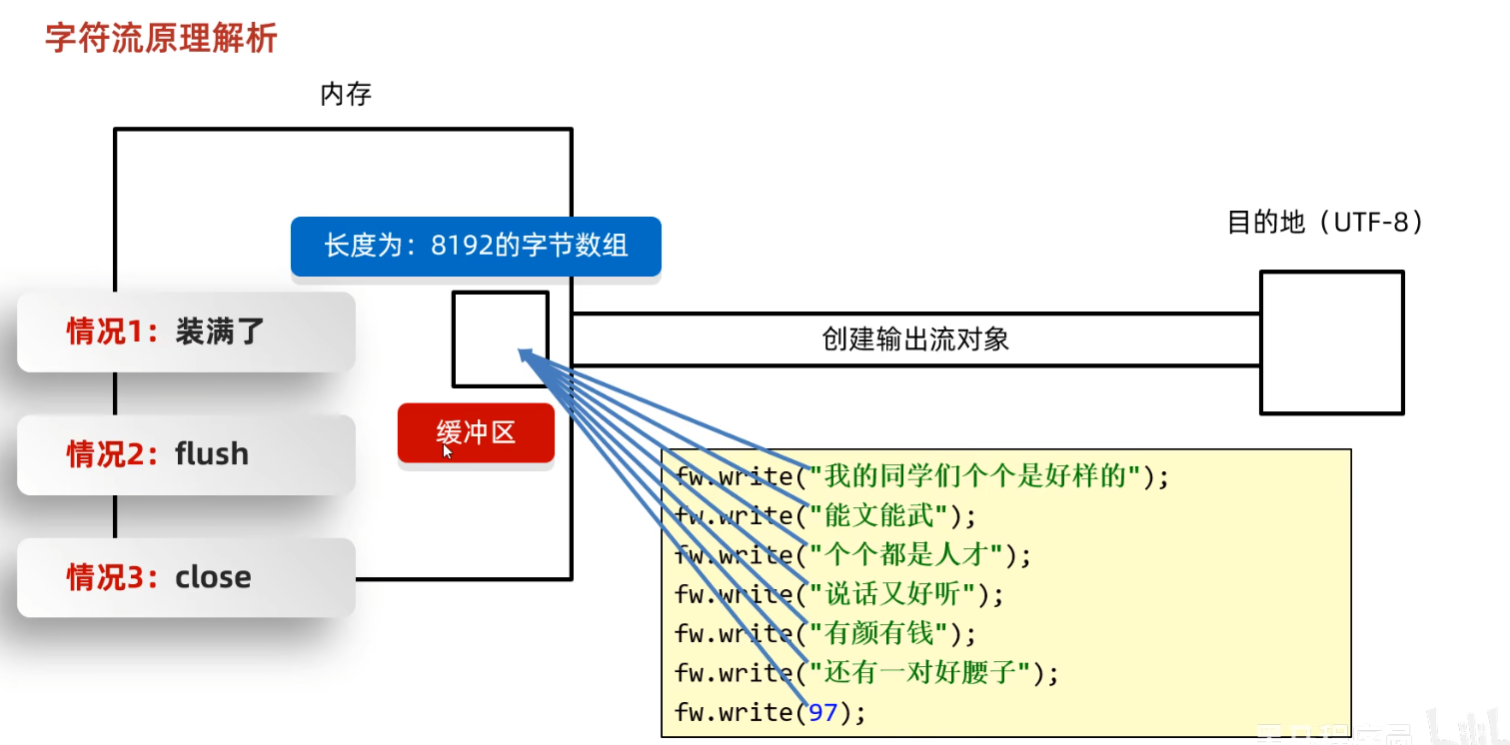 字符流原理解析
内存
目的地（UTF-8）
长度为：8192的字节数组
情况1：装满了
创建输出流对象
缓冲区
情况2：flush
情况3：close
fw.write("我的同学们个个是好样的");
fw.write("能文能武");
fw.write("个个都是人才");
fw.write("说话又好听");
fw.write("有颜有钱");
fw.write("还有一对好腰子");
fw.write(97);